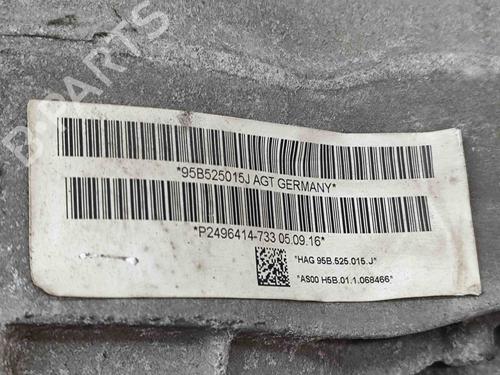 B-PARTS
*95B525015J AGT GERMANY*
*P2496414-733 05.09.16*
*HAG 95B.525.015.J*
*AS00 H5B.01.1.068466*